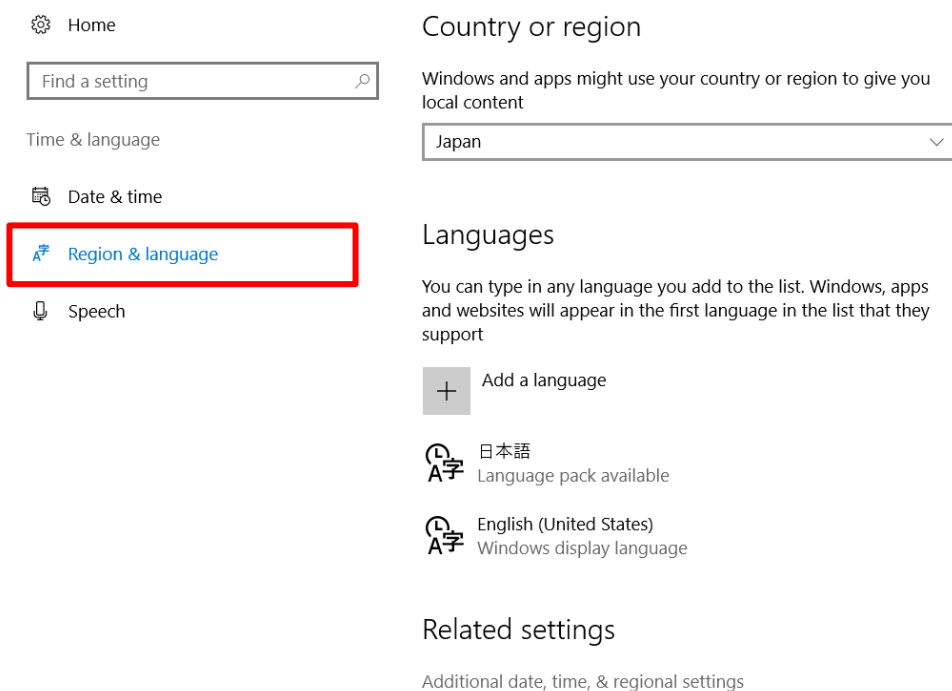 Home
Find a setting
Time & language
Date & time
Region & language
Speech
Country or region
Windows and apps might use your country or region to give you
local content
Japan
Languages
You can type in any language you add to the list. Windows, apps
and websites will appear in the first language in the list that they
support
Add a language
日本語
Language pack available
English (United States)
Windows display language
Related settings
Additional date, time, & regional settings